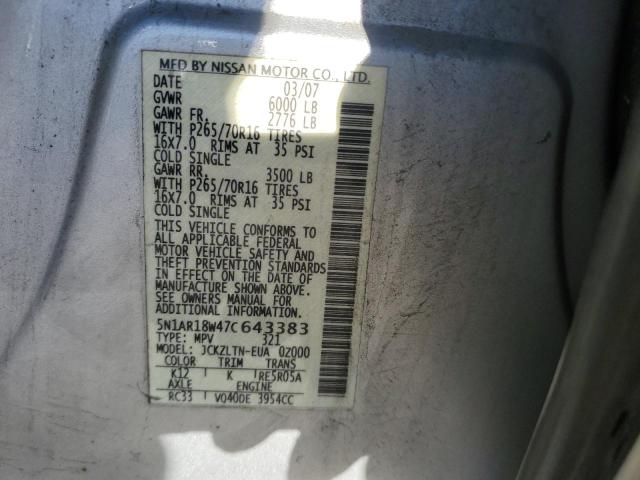 MFD BY NISSAN MOTOR CO., LTD.
DATE 03/07
GVWR 6000 LB
GAWR FR. 2776 LB
WITH P265/70R16 TIRES
16X7.0 RIMS AT 35 PSI
COLD SINGLE
GAWR RR. 3500 LB
WITH P265/70R16 TIRES
16X7.0 RIMS AT 35 PSI
COLD SINGLE
THIS VEHICLE CONFORMS TO
ALL APPLICABLE FEDERAL
MOTOR VEHICLE SAFETY AND
THEFT PREVENTION STANDARDS
IN EFFECT ON THE DATE OF
MANUFACTURE SHOWN ABOVE.
SEE OWNERS MANUAL FOR
ADDITIONAL INFORMATION
5N1AR18W47C643383
TYPE: MPV 321
MODEL: JCKZLTN-EUA 0Z000
COLOR TRIM TRANS
K12 K RE5R05A
AXLE ENGINE
RC33 VQ40DE 3954CC